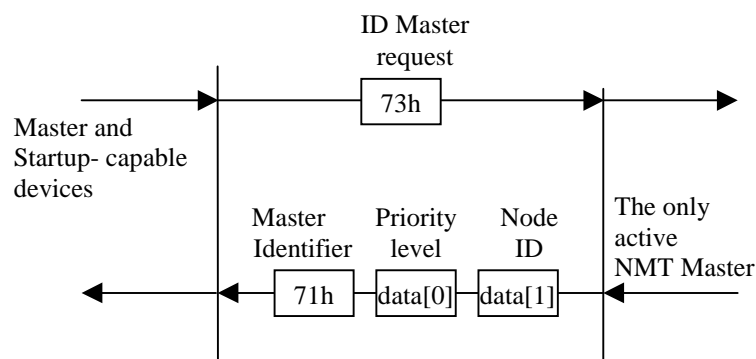 ID Master
request
73h
Master and
Startup- capable
devices
Master
Identifier
Priority
level
Node
ID
The only
active
NMT Master
71h
data[0]
data[1]